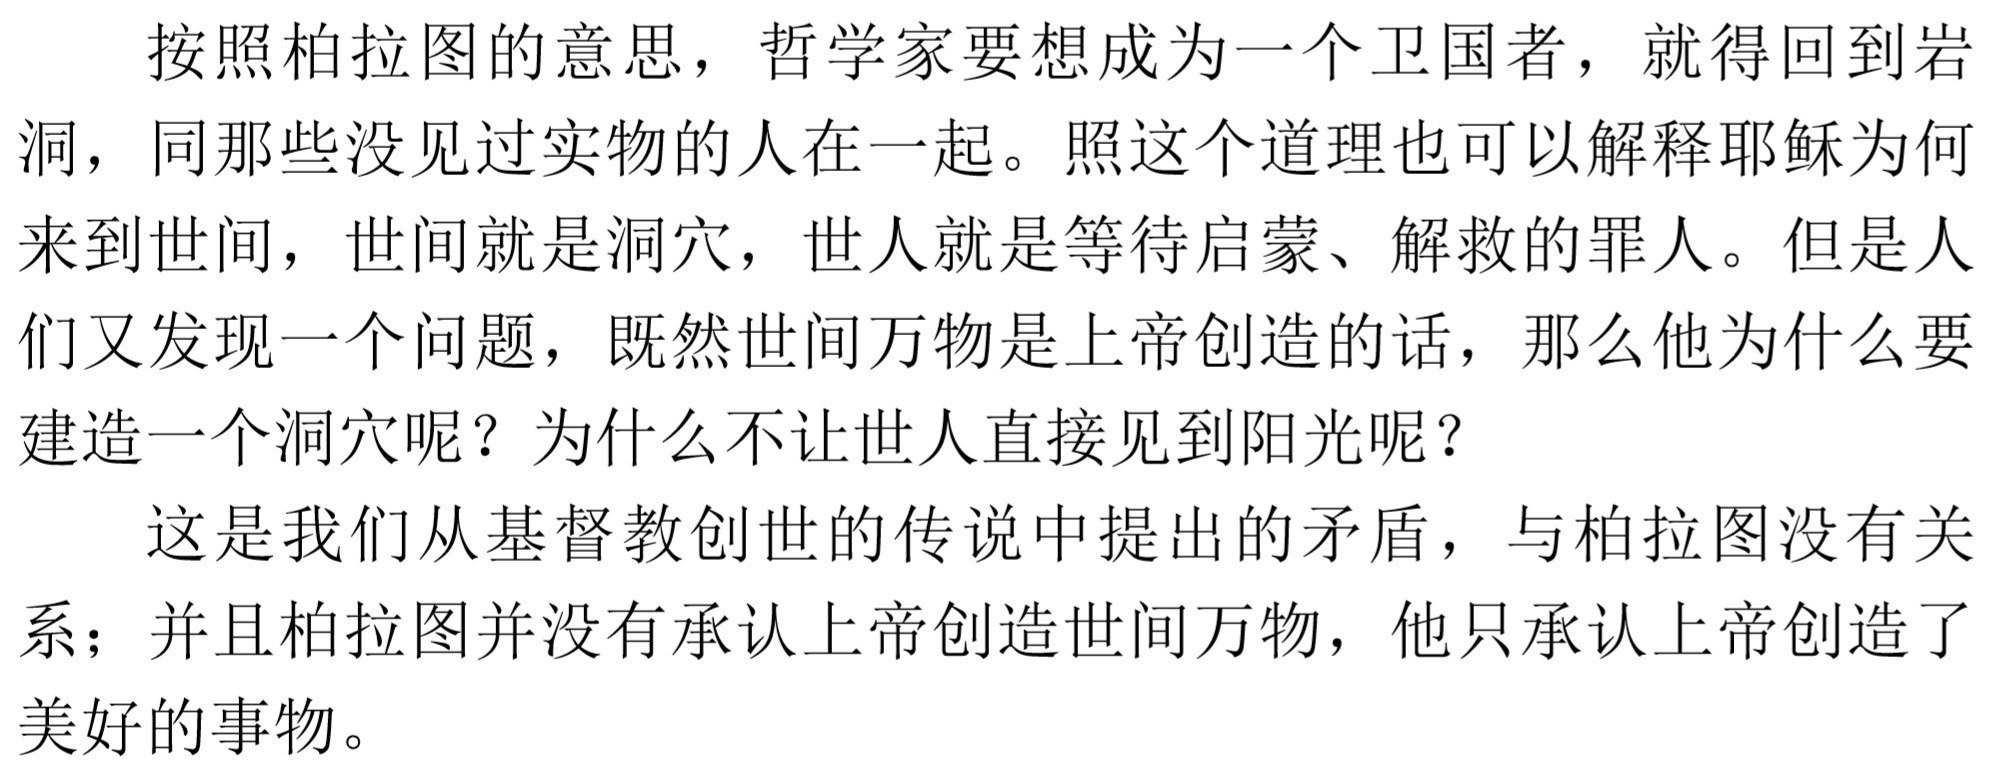 按照柏拉图的意思，哲学家要想成为一个卫国者，就得回到岩
洞，同那些没见过实物的人在一起。照这个道理也可以解释耶稣为何
来到世间，世间就是洞穴，世人就是等待启蒙、解救的罪人。但是人
们又发现一个问题，既然世间万物是上帝创造的话，那么他为什么要
建造一个洞穴呢？为什么不让世人直接见到阳光呢？
这是我们从基督教创世的传说中提出的矛盾，与柏拉图没有关
系；并且柏拉图并没有承认上帝创造世间万物，他只承认上帝创造了
美好的事物。